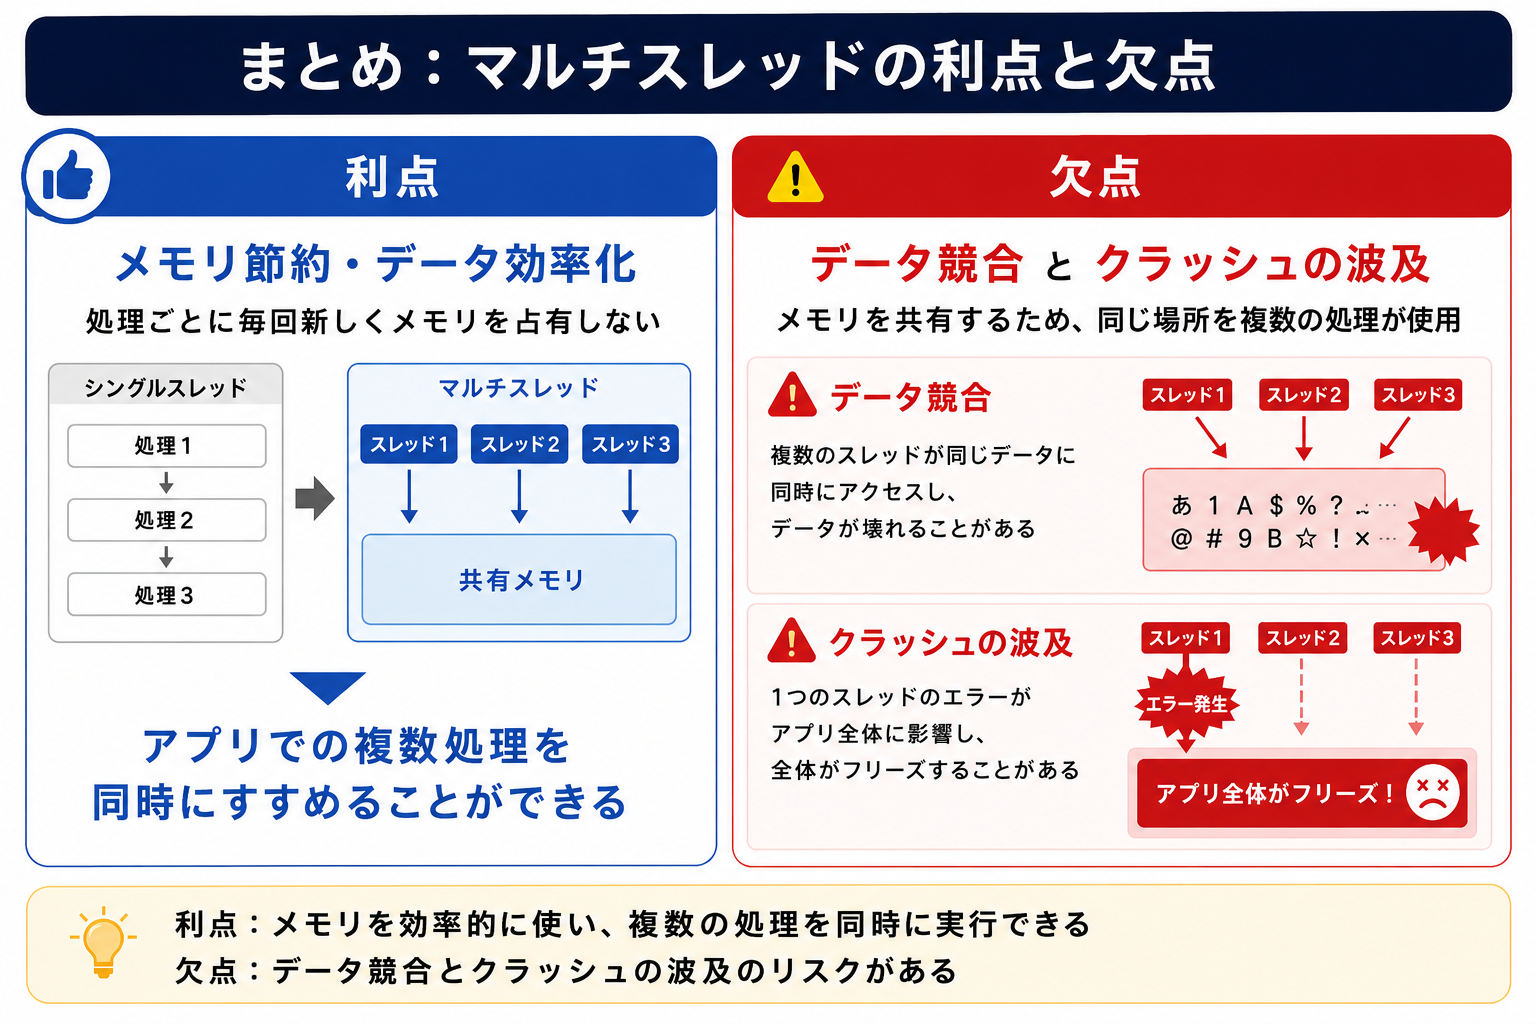 まとめ：マルチスレッドの利点と欠点
利点
メモリ節約・データ効率化
処理ごとに毎回新しくメモリを占有しない
シングルスレッド
処理1
処理2
処理3
マルチスレッド
スレッド1 スレッド2 スレッド3
共有メモリ
アプリでの複数処理を
同時にすすめることができる
欠点
データ競合 と クラッシュの波及
メモリを共有するため、同じ場所を複数の処理が使用
データ競合
複数のスレッドが同じデータに
同時にアクセスし、
データが壊れることがある
スレッド1 スレッド2 スレッド3
あ 1 A $ % ?
@ # 9 B ☆ ! × …
クラッシュの波及
1つのスレッドのエラーが
アプリ全体に影響し、
全体がフリーズすることがある
スレッド1 スレッド2 スレッド3
エラー発生
アプリ全体がフリーズ！
利点：メモリを効率的に使い、複数の処理を同時に実行できる
欠点：データ競合とクラッシュの波及のリスクがある